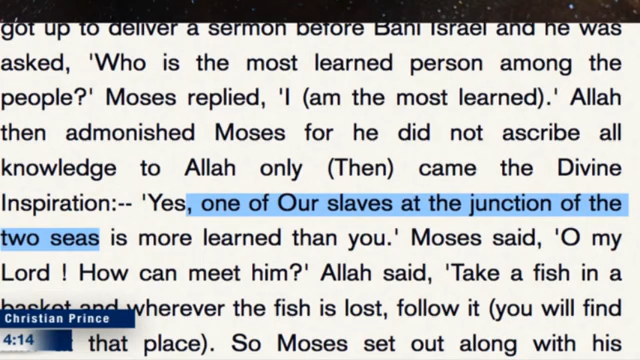 got up to deliver a sermon before Bani Israel and he was
asked, 'Who is the most learned person among the
people?' Moses replied, 'I (am the most learned).' Allah
then admonished Moses for he did not ascribe all
knowledge to Allah only (Then) came the Divine
Inspiration:-- 'Yes, one of Our slaves at the junction of the
two seas is more learned than you.' Moses said, 'O my
Lord ! How can meet him?' Allah said, 'Take a fish in a
basket and wherever the fish is lost, follow it (you will find
Christian Prince
4:14
that place). So Moses set out along with his